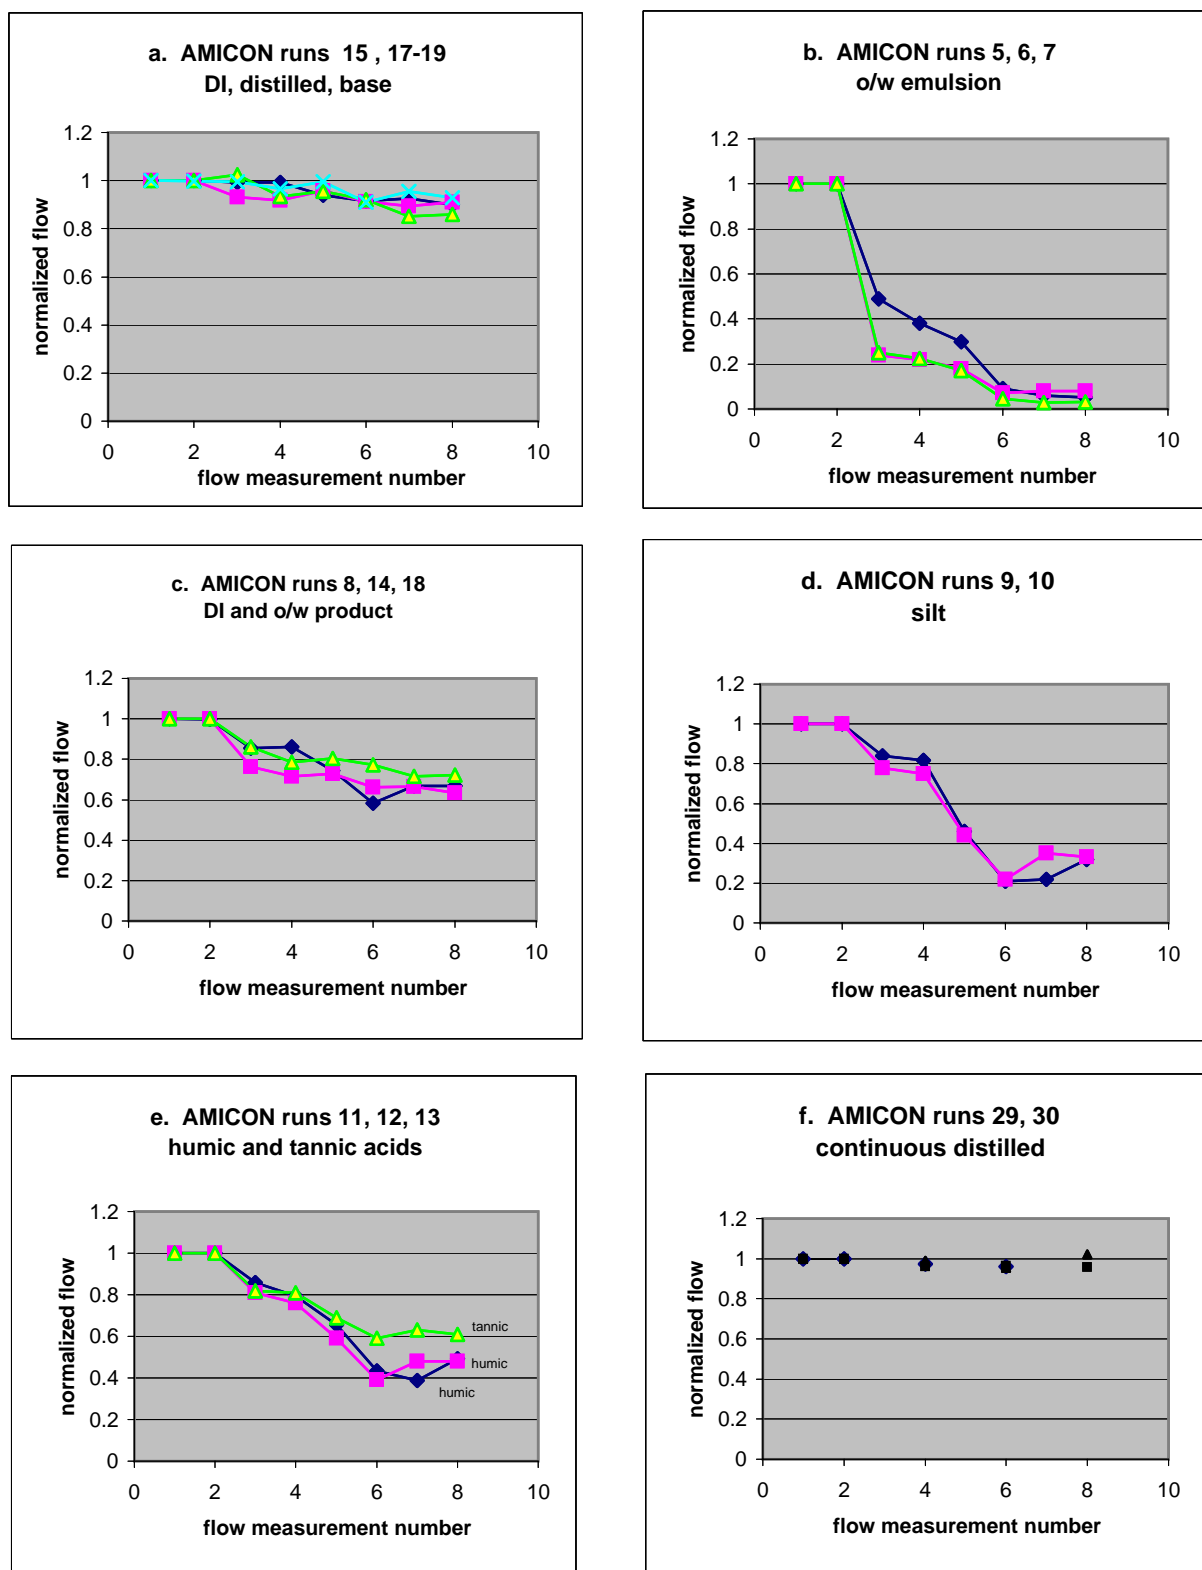 a.  AMICON runs  15 , 17-19
DI, distilled, base
normalized flow
1.2
1
0.8
0.6
0.4
0.2
0
0 2 4 6 8 10
flow measurement number
b.  AMICON runs 5, 6, 7
o/w emulsion
normalized flow
1.2
1
0.8
0.6
0.4
0.2
0
0 2 4 6 8 10
flow measurement number
c.  AMICON runs 8, 14, 18
DI and o/w product
normalized flow
1.2
1
0.8
0.6
0.4
0.2
0
0 2 4 6 8 10
flow measurement number
d.  AMICON runs 9, 10
silt
normalized flow
1.2
1
0.8
0.6
0.4
0.2
0
0 2 4 6 8 10
flow measurement number
e.  AMICON runs 11, 12, 13
humic and tannic acids
normalized flow
1.2
1
0.8
0.6
0.4
0.2
0
tannic
humic
humic
0 2 4 6 8 10
flow measurement number
f.  AMICON runs 29, 30
continuous distilled
normalized flow
1.2
1
0.8
0.6
0.4
0.2
0
0 2 4 6 8 10
flow measurement number